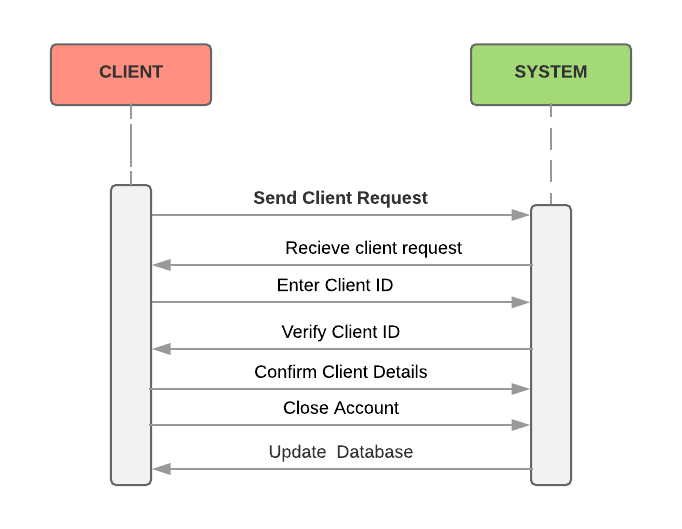 CLIENT
SYSTEM
Send Client Request
Recieve client request
Enter Client ID
Verify Client ID
Confirm Client Details
Close Account
Update  Database